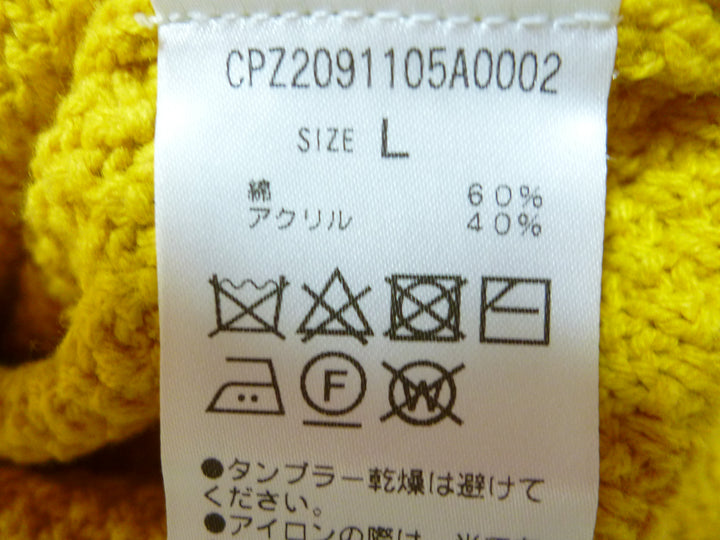 CPZ2091105A0002
SIZE L
綿 60%
アクリル 40%
F
W
●タンブラー乾燥は避けて
ください。
●アイロンの際は